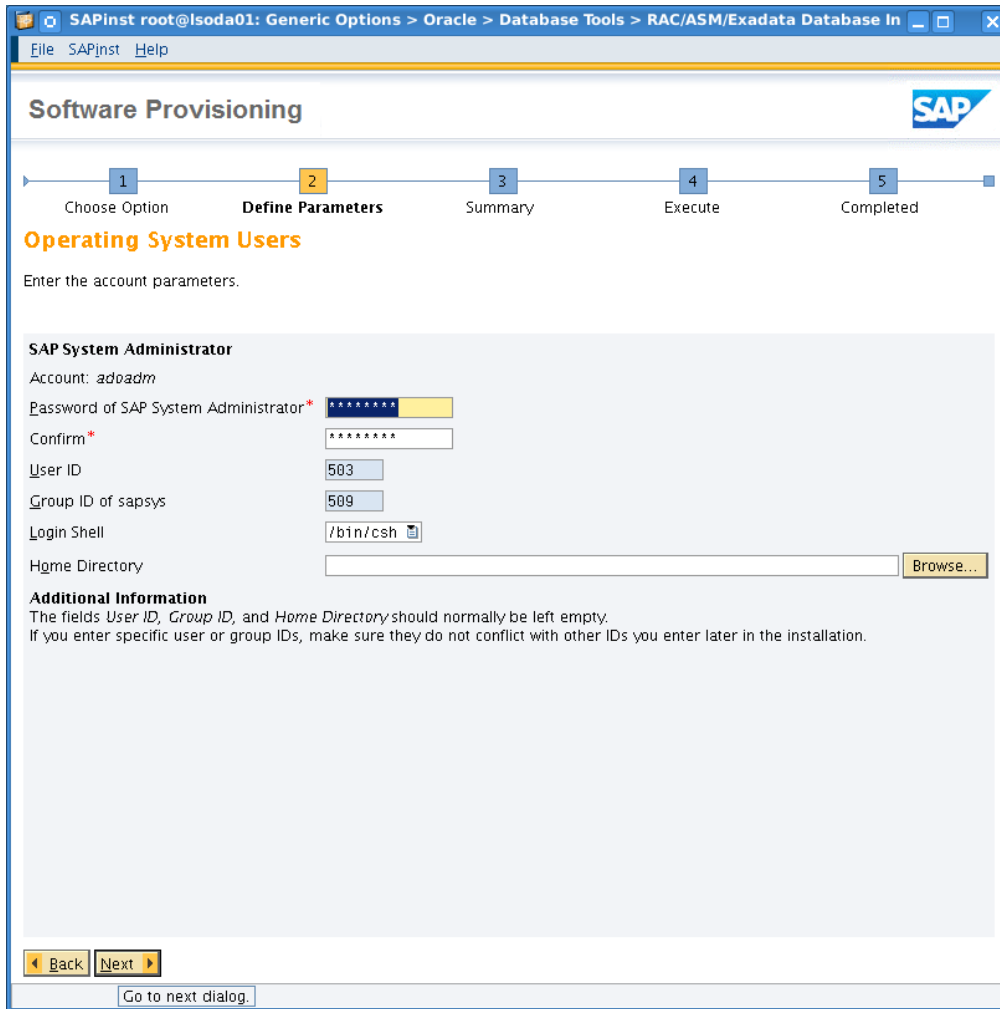 SAPinst root@lsoda01: Generic Options > Oracle > Database Tools > RAC/ASM/Exadata Database In
File SAPinst Help
Software Provisioning
SAP
1 2 3 4 5
Choose Option Define Parameters Summary Execute Completed
Operating System Users
Enter the account parameters.
SAP System Administrator
Account: adoadm
Password of SAP System Administrator* ********
Confirm* ********
User ID 503
Group ID of sapsys 509
Login Shell /bin/csh
Home Directory Browse...
Additional Information
The fields User ID, Group ID, and Home Directory should normally be left empty.
If you enter specific user or group IDs, make sure they do not conflict with other IDs you enter later in the installation.
Back Next
Go to next dialog.